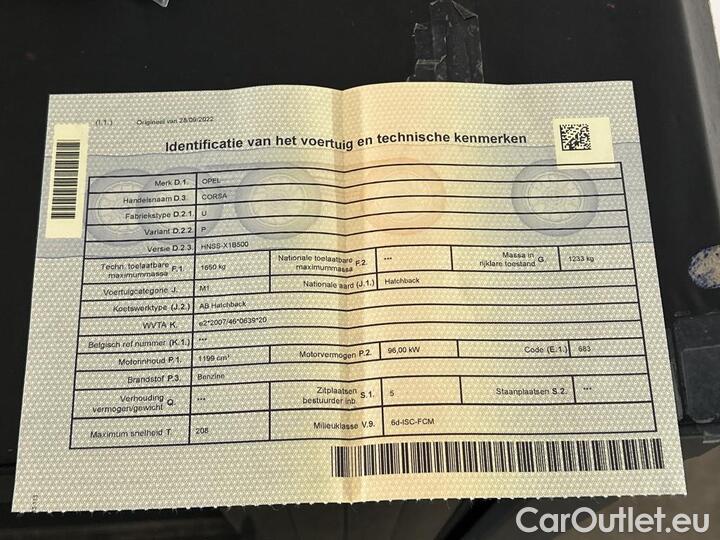 (I.1.) Origineel van 28/09/2022
Identificatie van het voertuig en technische kenmerken
Merk D.1. OPEL
Handelsnaam D.3. CORSA
Fabriekstype D.2.1. U
Variant D.2.2. P
Versie D.2.3. HNSS-X1B500
Techn. toelaatbare maximummassa F.1. 1650 kg Nationale toelaatbare maximummassa F.2. *** Massa in rijklare toestand G. 1233 kg
Voertuigcategorie J. M1 Nationale aard (J.1.) Hatchback
Koetswerktype (J.2.) AB Hatchback
WVTA K. e2*2007/46*0639*20
Belgisch ref nummer (K.1.) ***
Motorinhoud P.1. 1199 cm³ Motorvermogen P.2. 96,00 kW Code (E.1.) 683
Brandstof P.3. Benzine
Verhouding vermogen/gewicht Q. *** Zitplaatsen bestuurder inb. S.1. 5 Staanplaatsen S.2. ***
Maximum snelheid T. 208 Milieuklasse V.9. 6d-ISC-FCM
CarOutlet.eu